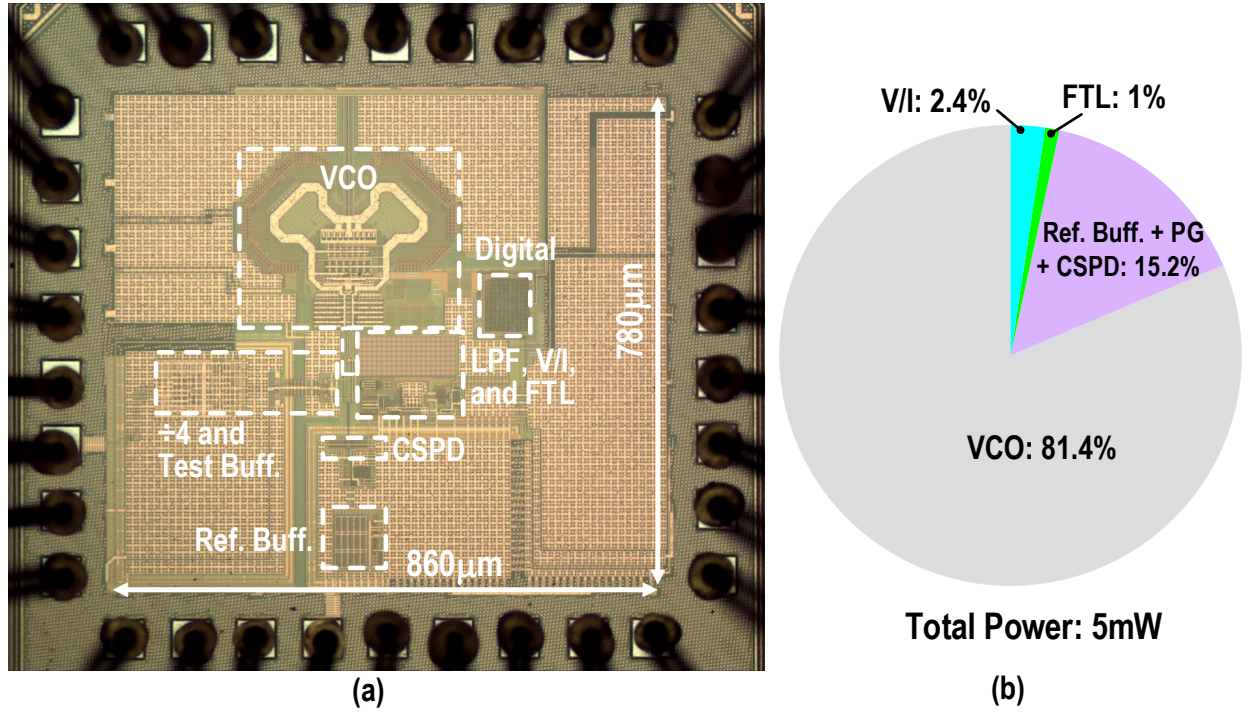 VCO
Digital
780μm
LPF, V/I,
and FTL
÷4 and
Test Buff.
CSPD
Ref. Buff.
860μm
(a)
V/I: 2.4%
FTL: 1%
Ref. Buff. + PG
+ CSPD: 15.2%
VCO: 81.4%
Total Power: 5mW
(b)